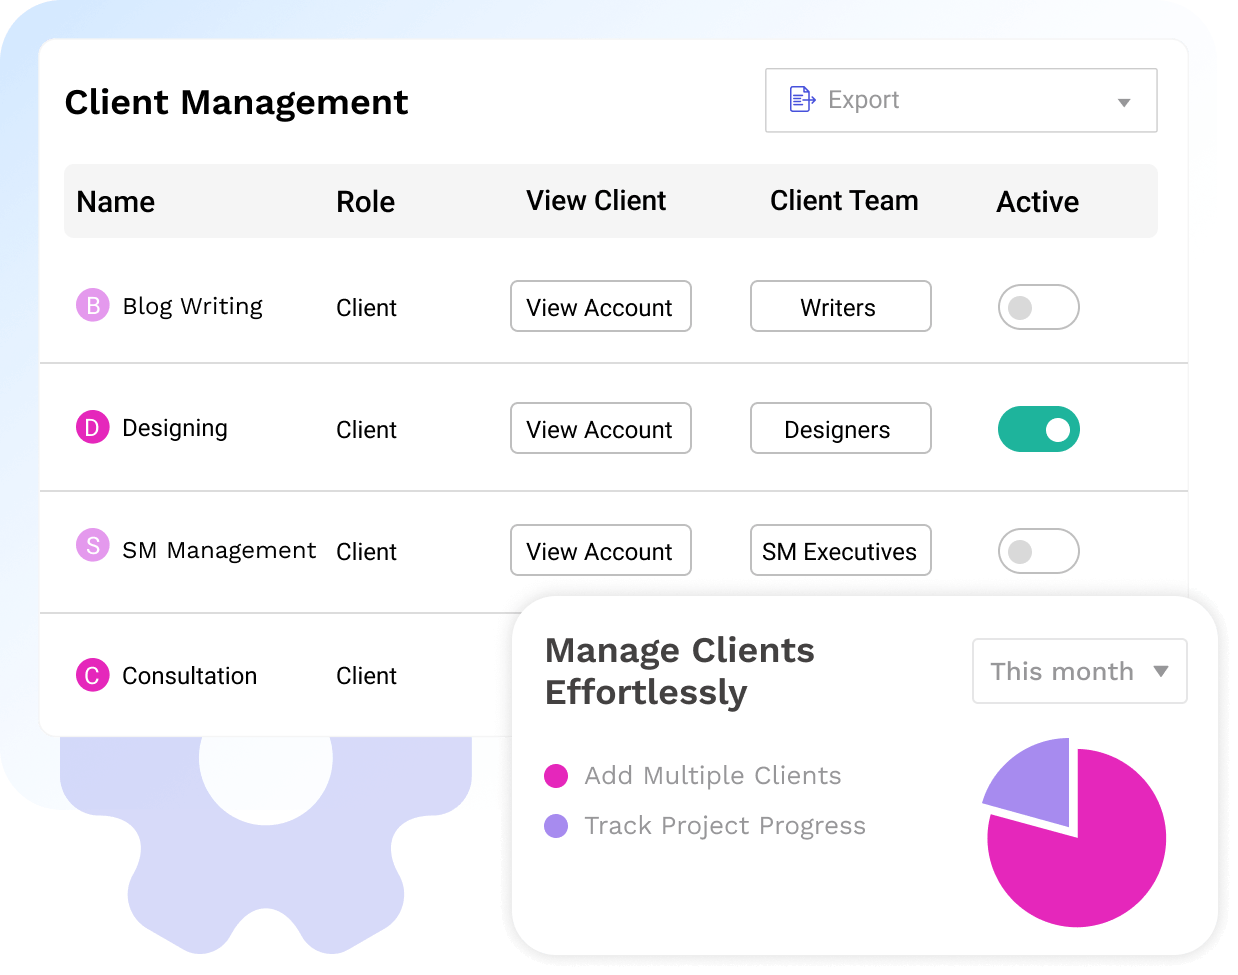 Client Management
Export
Name Role View Client Client Team Active
B Blog Writing Client View Account Writers
D Designing Client View Account Designers
S SM Management Client View Account SM Executives
C Consultation Client
Manage Clients
Effortlessly
This month
Add Multiple Clients
Track Project Progress